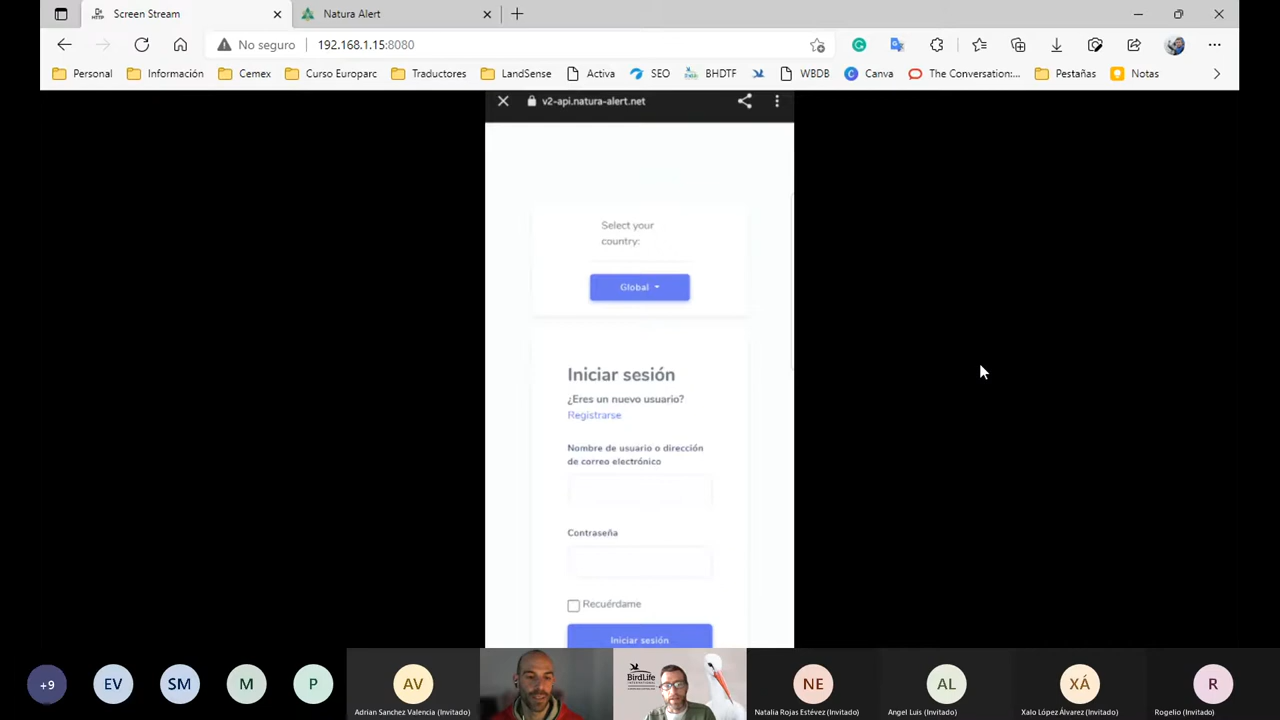 Screen Stream
Natura Alert
No seguro
192.168.1.15:8080
Personal
Información
Cemex
Curso Europarc
Traductores
LandSense
Activa
SEO
BHDTF
WBDB
Canva
The Conversation:...
Pestañas
Notas
v2-api.natura-alert.net
Select your
country:
Global
Iniciar sesión
¿Eres un nuevo usuario?
Registrarse
Nombre de usuario o dirección
de correo electrónico
Contraseña
Recuérdame
Iniciar sesión
+9
EV
SM
M
P
AV
Adrian Sanchez Valencia (Invitado)
BirdLife
INTERNATIONAL
NE
Natalia Rojas Estévez (Invitado)
AL
Angel Luis (Invitado)
XÁ
Xalo López Álvarez (Invitado)
R
Rogelio (Invitado)